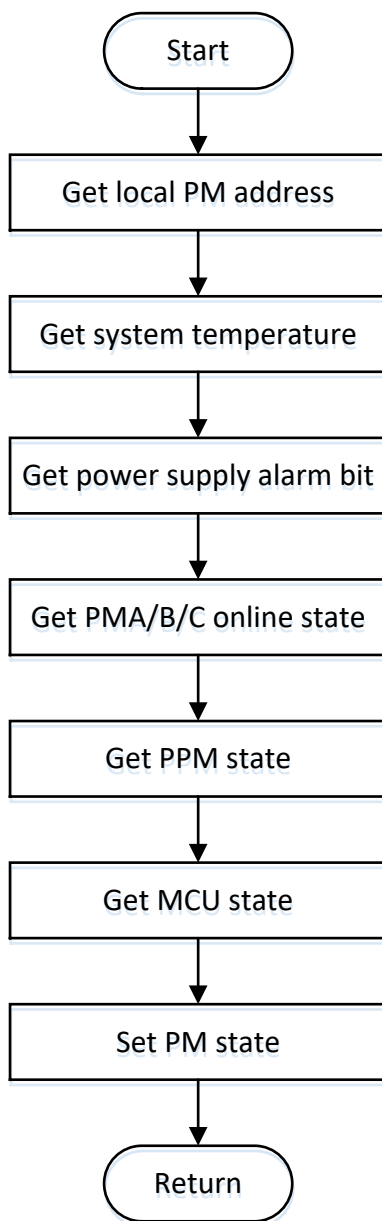 Start
Get local PM address
Get system temperature
Get power supply alarm bit
Get PMA/B/C online state
Get PPM state
Get MCU state
Set PM state
Return